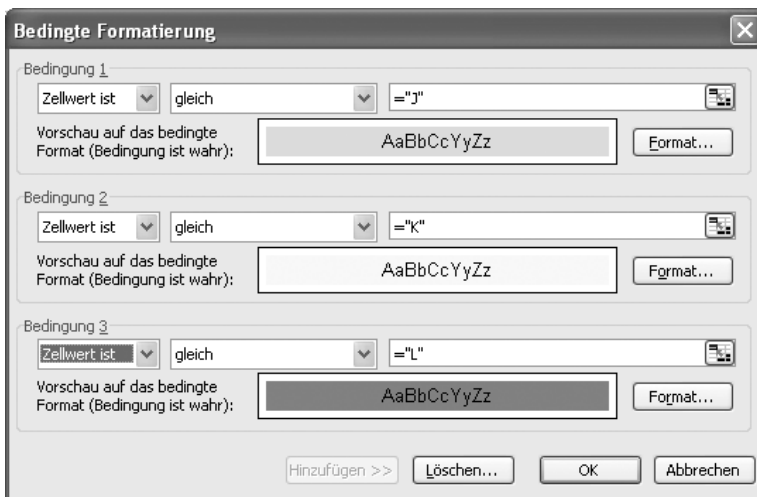 Bedingte Formatierung
Bedingung 1
Zellwert ist gleich ="J"
Vorschau auf das bedingte
Format (Bedingung ist wahr):
AaBbCcYyZz
Format...
Bedingung 2
Zellwert ist gleich ="K"
Vorschau auf das bedingte
Format (Bedingung ist wahr):
AaBbCcYyZz
Format...
Bedingung 3
Zellwert ist gleich ="L"
Vorschau auf das bedingte
Format (Bedingung ist wahr):
AaBbCcYyZz
Format...
Hinzufügen >> Löschen... OK Abbrechen